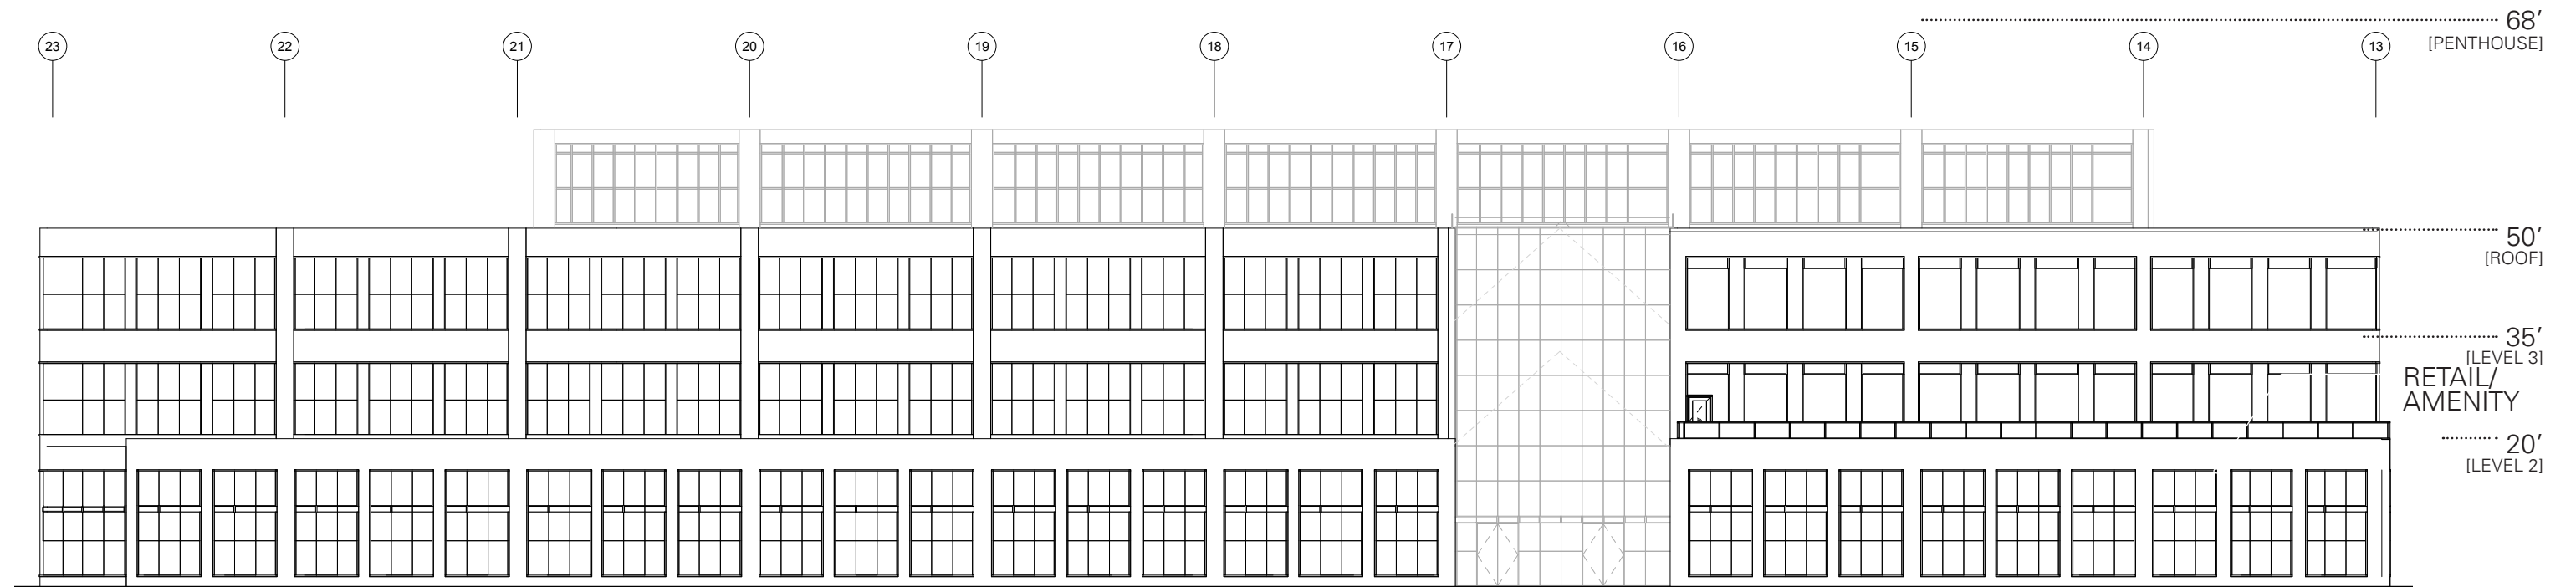 68’
[PENTHOUSE]
23 22 21 20 19 18 17 16 15 14 13
50’
[ROOF]
35’
[LEVEL 3]
RETAIL/
AMENITY
20’
[LEVEL 2]